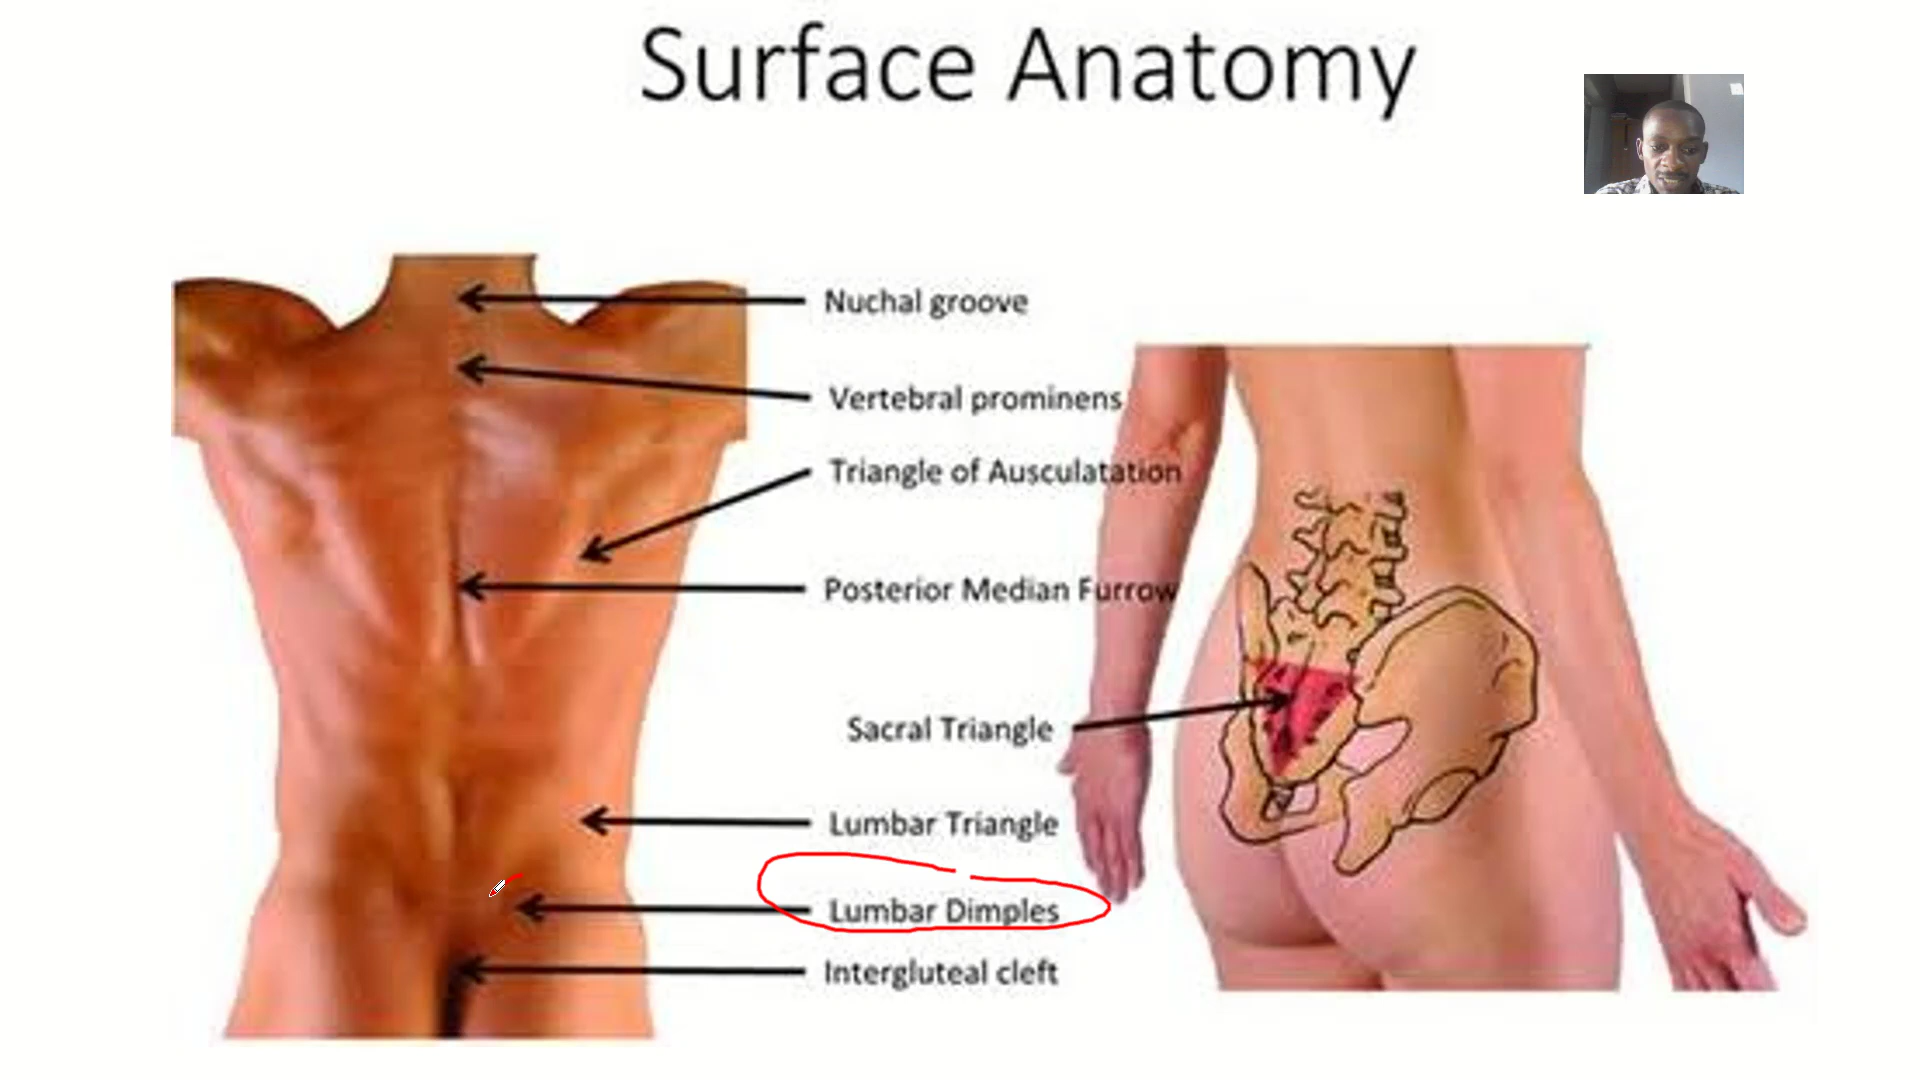 Surface Anatomy
Nuchal groove
Vertebral prominens
Triangle of Ausculatation
Posterior Median Furrow
Sacral Triangle
Lumbar Triangle
Lumbar Dimples
Intergluteal cleft